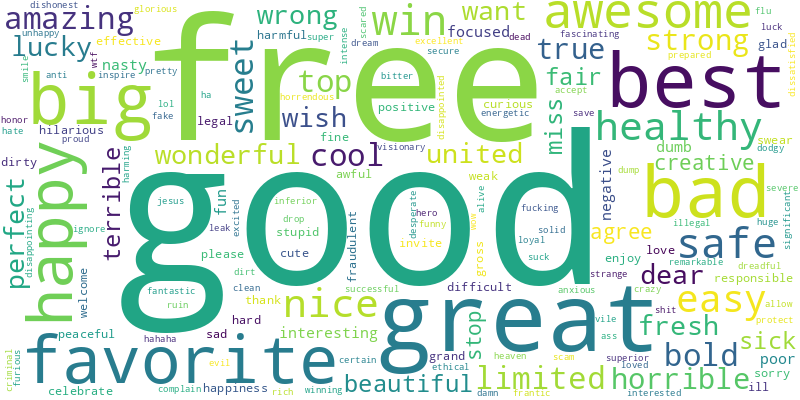 dishonest
glorious
amazing
effective
wrong
harmful
super
win
want
focused
awesome
flu
luck
unhappy
lucky
nasty
free
top
intense
scared
dream
excellent
secure
dead
true
fascinating
strong
glad
prepared
dissatisfied
smile
wtf
anti
inspire
pretty
big
sweet
ha
horrendous
bitter
disappointed
curious
fair
accept
best
honor
hate
proud
hilarious
lol
fake
legal
wish
positive
energetic
miss
save
healthy
fine
visionary
dumb
swear
dodgy
dirty
happy
terrible
harming
wonderful
cool
awful
united
weak
negative
creative
dump
severe
perfect
disappointing
jesus
fun
inferior
good
desperate
hero
funny
alive
fucking
bad
illegal
huge
significant
ignore
leak
excited
drop
stupid
fraudulent
invite
wow
gross
solid
loyal
suck
agree
safe
welcome
please
cute
enjoy
love
remarkable
dreadful
dirt
fantastic
clean
successful
difficult
anxious
strange
dear
crazy
responsible
ruin
thank
nice
great
vile
shit
easy
allow
protect
peaceful
hahaha
sad
hard
interesting
stop
ass
fresh
sick
criminal
furious
favorite
evil
certain
grand
ethical
heaven
scam
superior
loved
bold
poor
sorry
celebrate
complain
happiness
rich
winning
beautiful
damn
limited
frantic
horrible
interested
ill